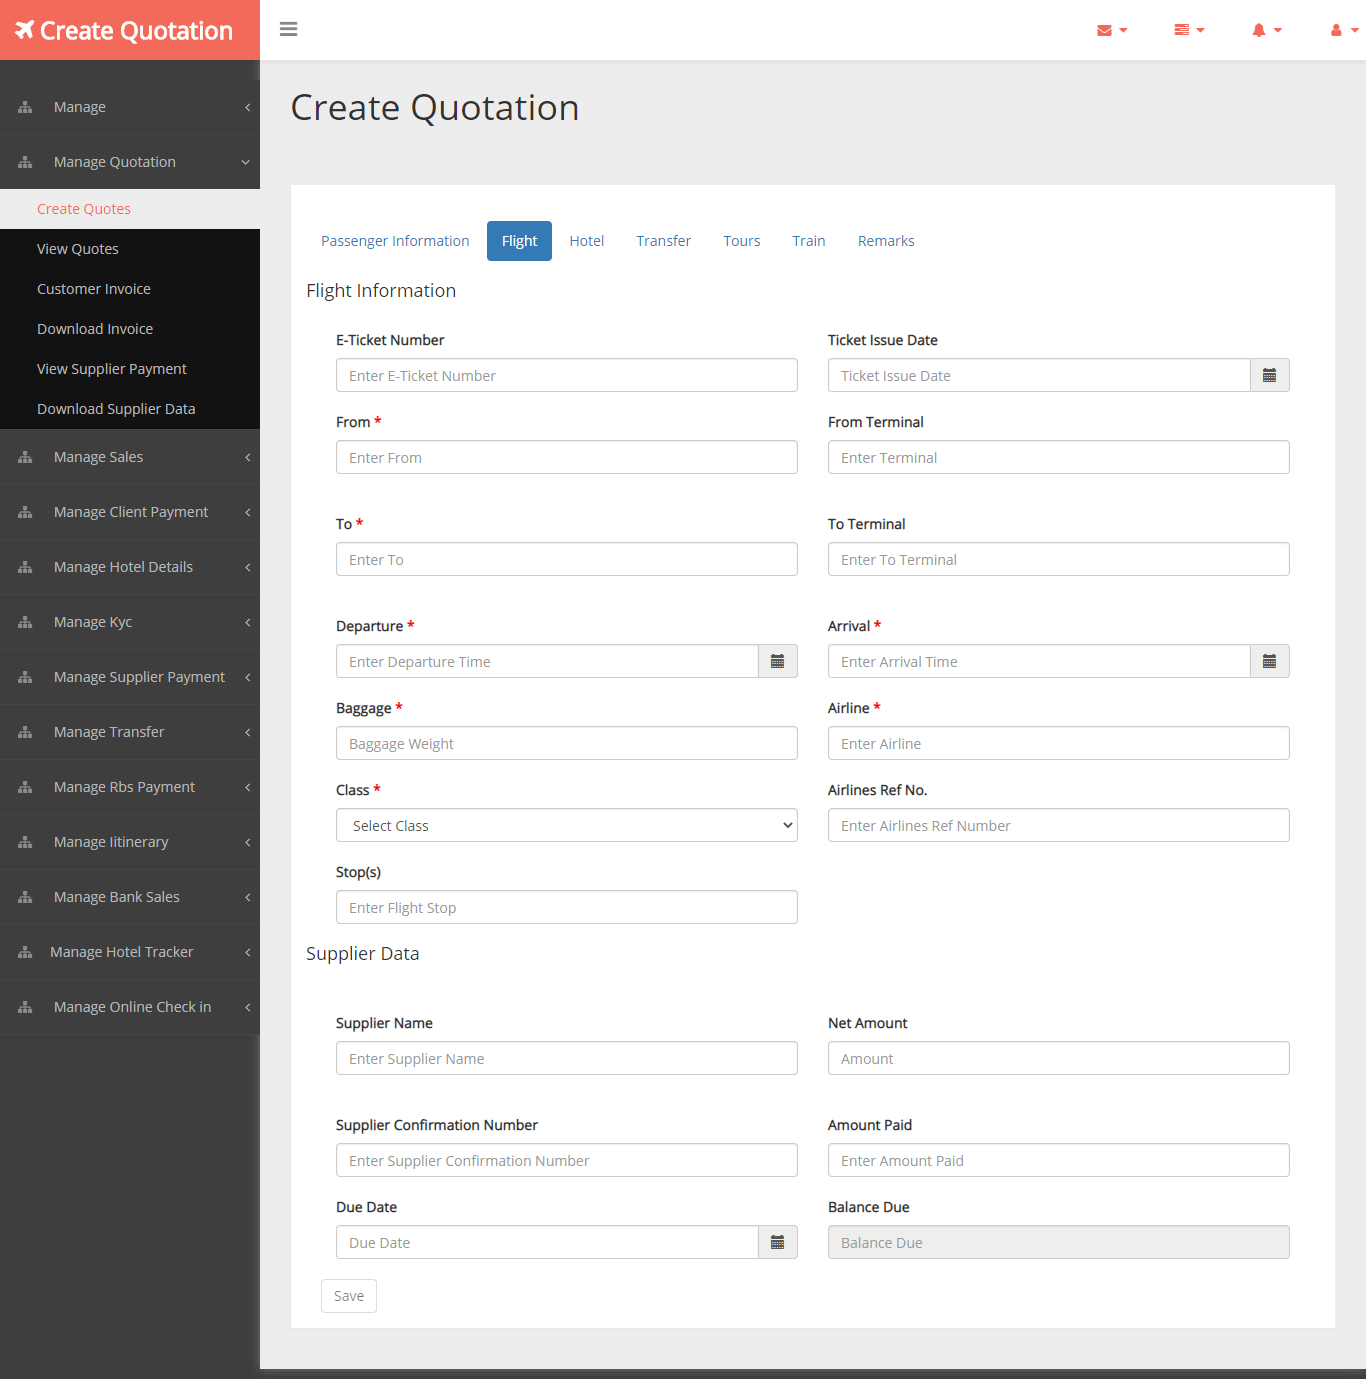 Create Quotation
Manage
Manage Quotation
Create Quotes
View Quotes
Customer Invoice
Download Invoice
View Supplier Payment
Download Supplier Data
Manage Sales
Manage Client Payment
Manage Hotel Details
Manage Kyc
Manage Supplier Payment
Manage Transfer
Manage Rbs Payment
Manage Iitinerary
Manage Bank Sales
Manage Hotel Tracker
Manage Online Check in
Create Quotation
Passenger Information Flight Hotel Transfer Tours Train Remarks
Flight Information
E-Ticket Number Ticket Issue Date
Enter E-Ticket Number Ticket Issue Date
From * From Terminal
Enter From Enter Terminal
To * To Terminal
Enter To Enter To Terminal
Departure * Arrival *
Enter Departure Time Enter Arrival Time
Baggage * Airline *
Baggage Weight Enter Airline
Class * Airlines Ref No.
Select Class Enter Airlines Ref Number
Stop(s)
Enter Flight Stop
Supplier Data
Supplier Name Net Amount
Enter Supplier Name Amount
Supplier Confirmation Number Amount Paid
Enter Supplier Confirmation Number Enter Amount Paid
Due Date Balance Due
Due Date Balance Due
Save